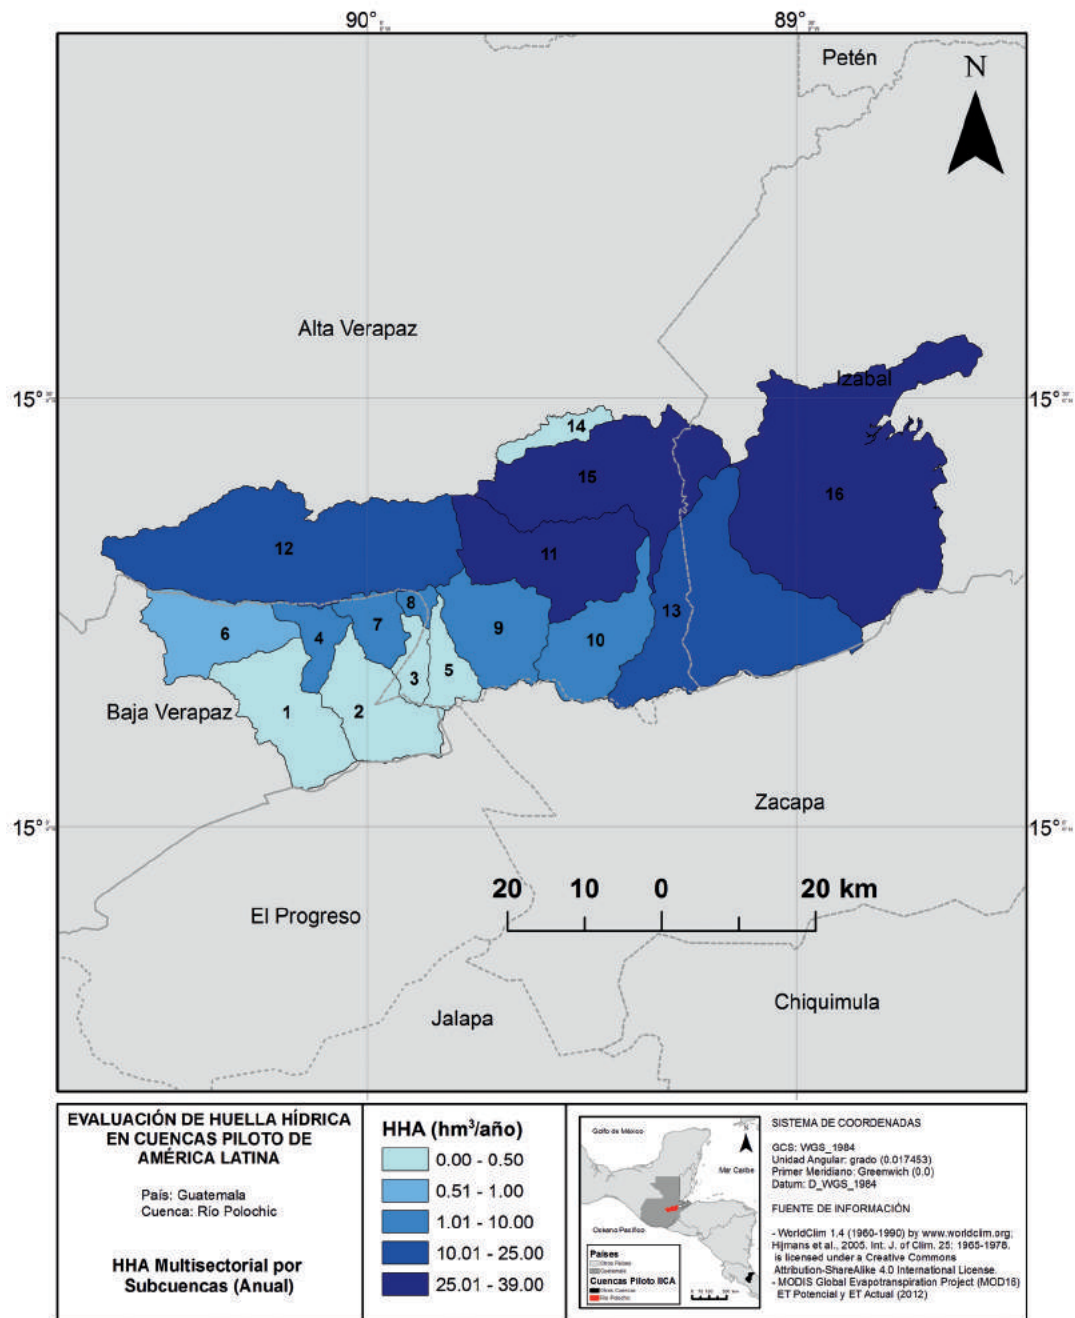 90°
89°
Petén
N
Alta Verapaz
15°
Izabal
15°
14
15
16
12
11
8
13
6
4
7
9
10
3
5
Baja Verapaz
1
2
Zacapa
15°
15°
20 10 0 20 km
El Progreso
Chiquimula
Jalapa
EVALUACIÓN DE HUELLA HÍDRICA
EN CUENCAS PILOTO DE
AMÉRICA LATINA
País: Guatemala
Cuenca: Río Polochic
HHA Multisectorial por
Subcuencas (Anual)
HHA (hm³/año)
0.00 - 0.50
0.51 - 1.00
1.01 - 10.00
10.01 - 25.00
25.01 - 39.00
Golfo de México
N
Mar Caribe
Océano Pacífico
Países
Otros Países
Guatemala
Cuencas Piloto IICA
Otras Cuencas
Río Polochic
SISTEMA DE COORDENADAS
GCS: WGS_1984
Unidad Angular: grado (0.017453)
Primer Meridiano: Greenwich (0.0)
Datum: D_WGS_1984
FUENTE DE INFORMACIÓN
- WorldClim 1.4 (1960-1990) by www.worldclim.org;
Hijmans et al., 2005. Int. J. of Clim. 25: 1965-1978.
is licensed under a Creative Commons
Attribution-ShareAlike 4.0 International License.
- MODIS Global Evapotranspiration Project (MOD16)
ET Potencial y ET Actual (2012)